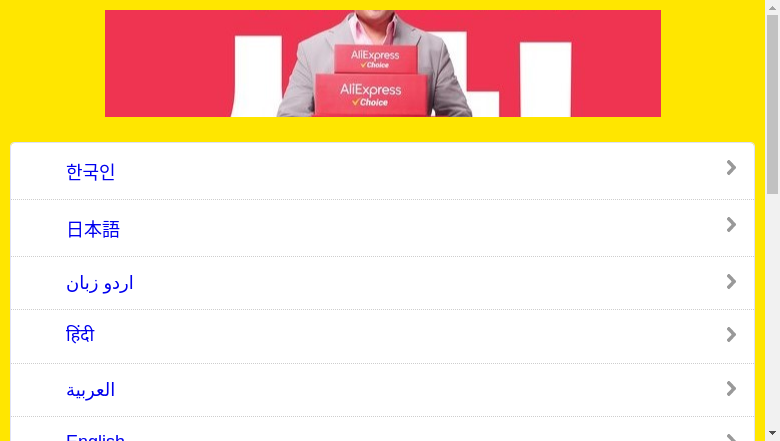 AliExpress
Choice
AliExpress
Choice
한국인
日本語
اردو زبان
हिंदी
العربية
English